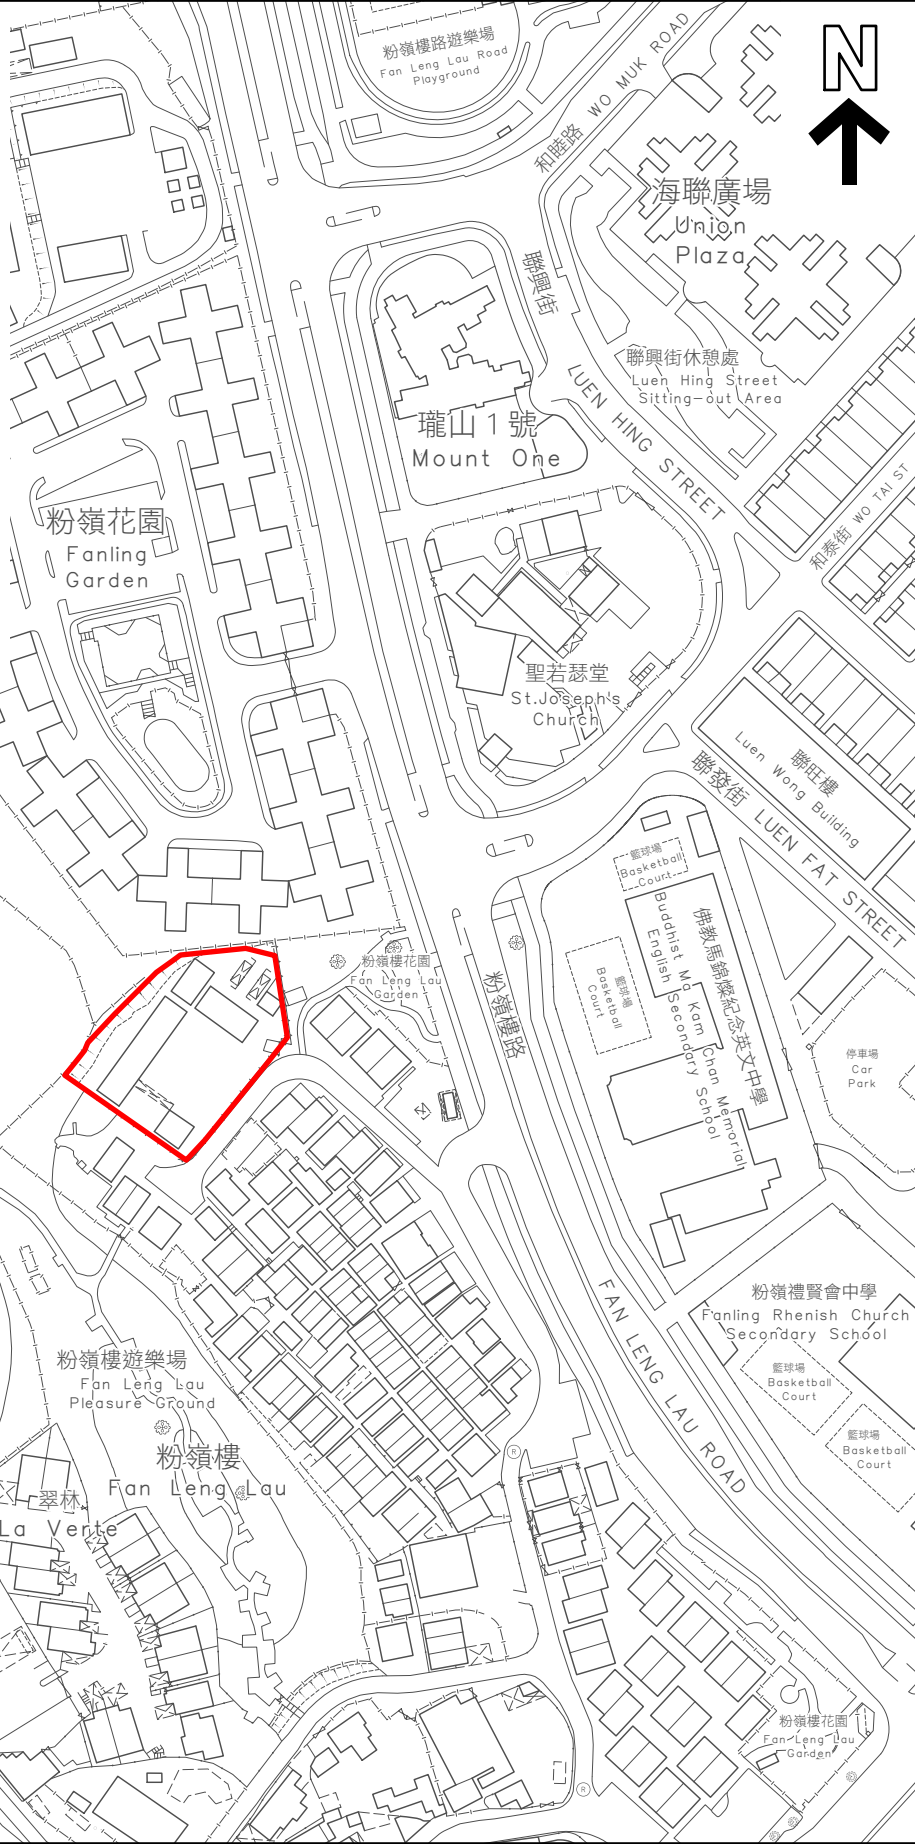 N
粉嶺樓路遊樂場
Fan Leng Lau Road
Playground
和睦路 WO MUK ROAD
海聯廣場
Union
Plaza
聯興街
LUEN HING STREET
聯興街休憩處
Luen Hing Street
Sitting-out Area
瓏山1號
Mount One
和泰街 WO TAI ST
粉嶺花園
Fanling
Garden
聖若瑟堂
St.Joseph's
Church
聯旺樓
Luen Wong Building
聯發街 LUEN FAT STREET
籃球場
Basketball
Court
佛教馬錦燦紀念英文中學
Buddhist Ma Kam Chan Memorial
English Secondary School
籃球場
Basketball
Court
粉嶺樓花園
Fan Leng Lau
Garden
粉嶺樓路
FAN LENG LAU ROAD
停車場
Car
Park
粉嶺禮賢會中學
Fanling Rhenish Church
Secondary School
籃球場
Basketball
Court
籃球場
Basketball
Court
粉嶺樓遊樂場
Fan Leng Lau
Pleasure Ground
粉嶺樓
Fan Leng Lau
翠林
La Verte
R
R
粉嶺樓花園
Fan Leng Lau
Garden